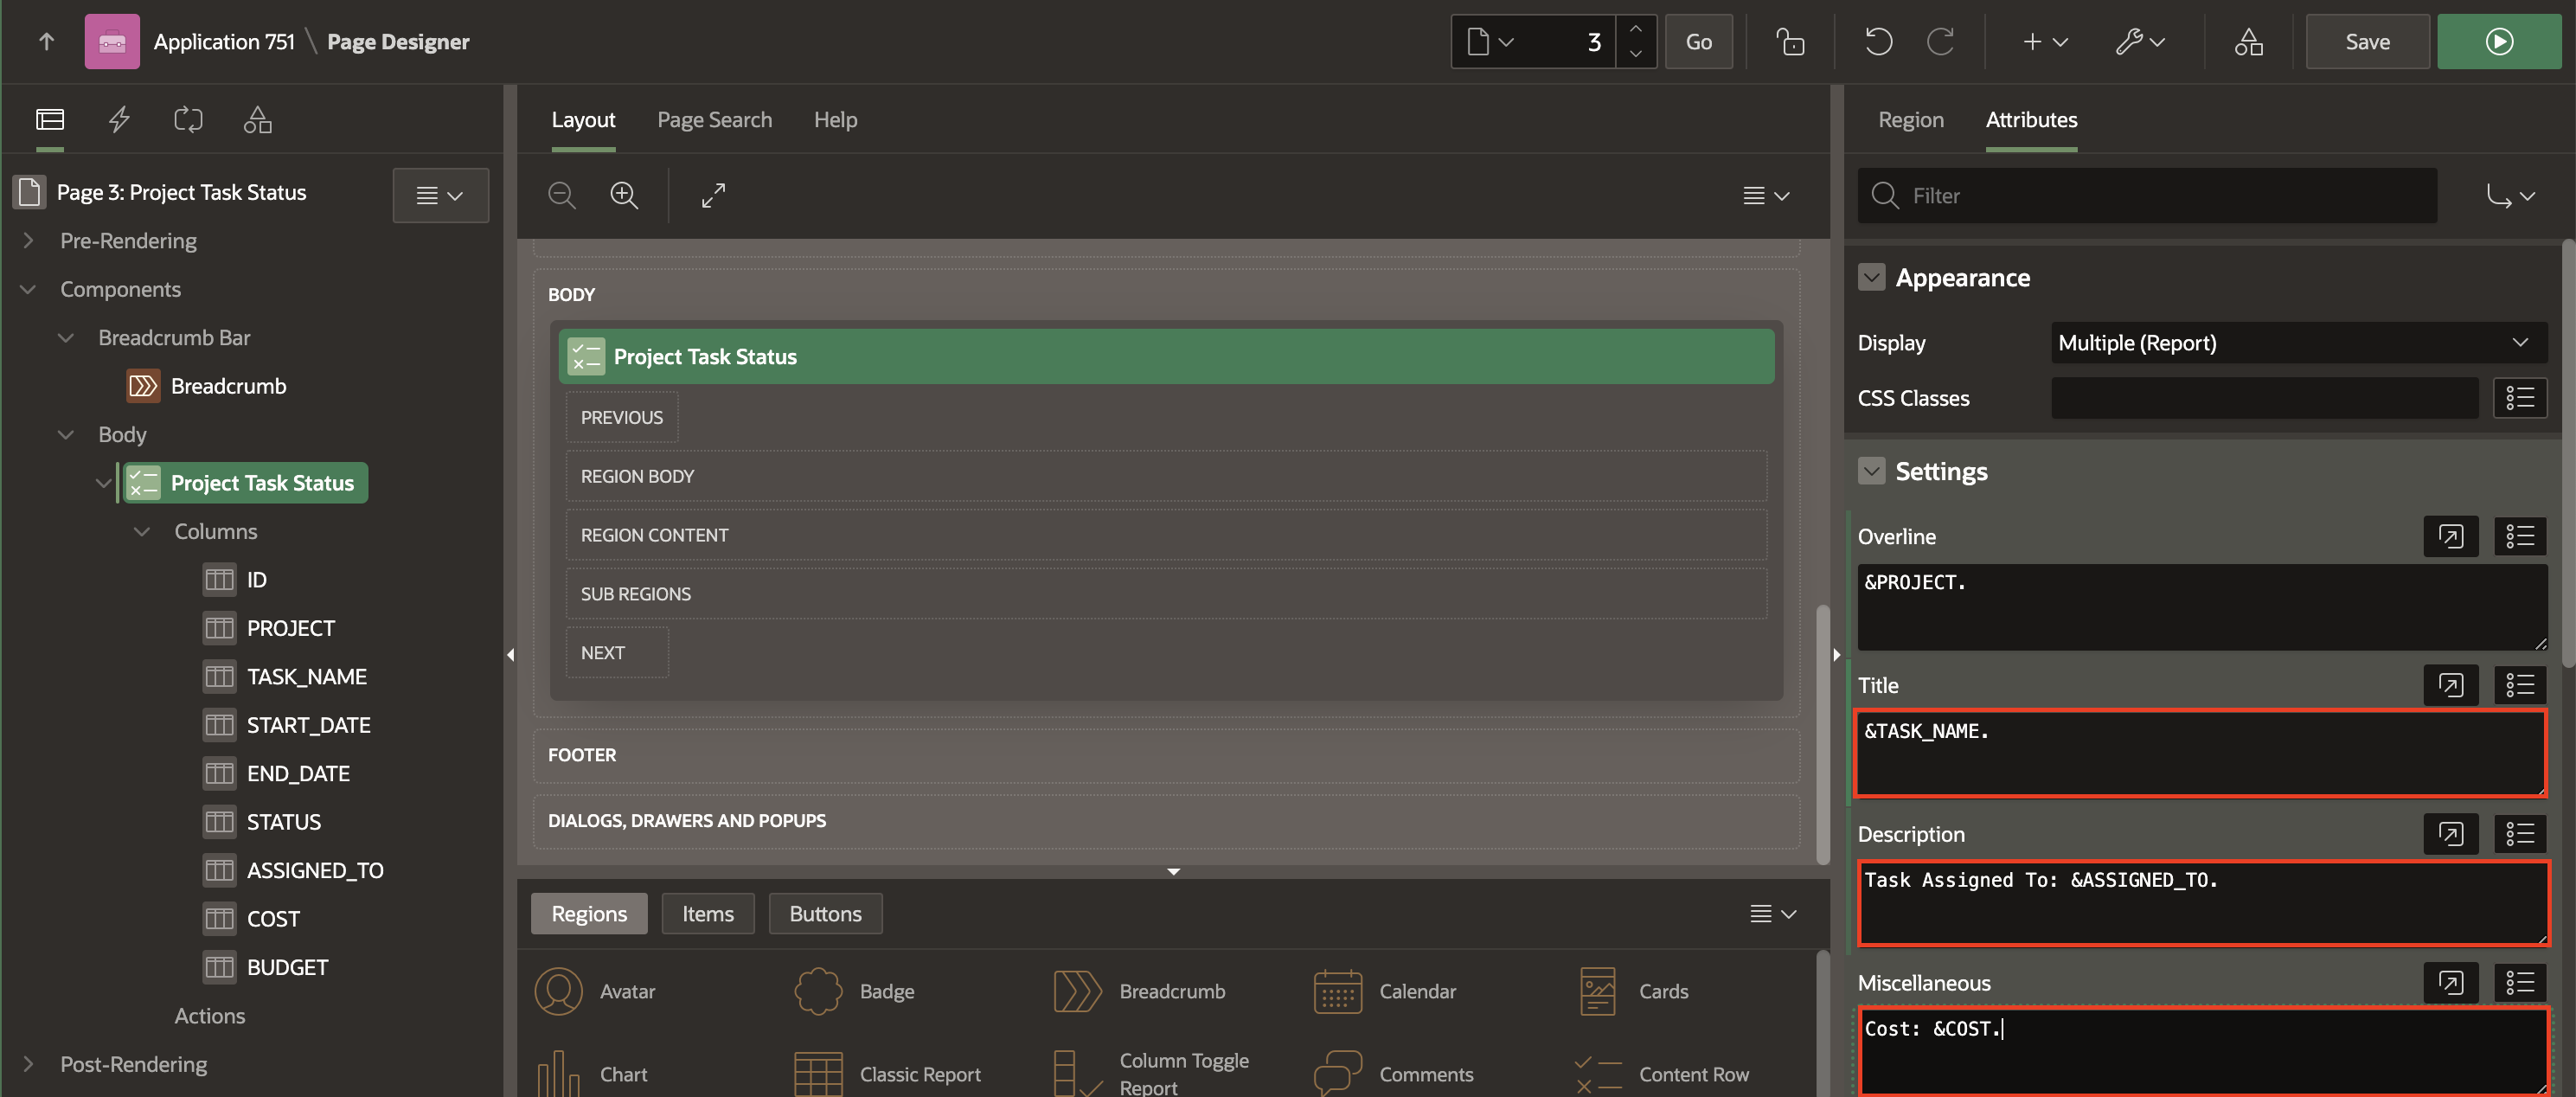 Application 751 \ Page Designer
3
Go
Save
Page 3: Project Task Status
Pre-Rendering
Components
Breadcrumb Bar
Breadcrumb
Body
Project Task Status
Columns
ID
PROJECT
TASK_NAME
START_DATE
END_DATE
STATUS
ASSIGNED_TO
COST
BUDGET
Actions
Post-Rendering
Layout
Page Search
Help
BODY
Project Task Status
PREVIOUS
REGION BODY
REGION CONTENT
SUB REGIONS
NEXT
FOOTER
DIALOGS, DRAWERS AND POPUPS
Regions
Items
Buttons
Avatar
Badge
Breadcrumb
Calendar
Cards
Chart
Classic Report
Column Toggle
Report
Comments
Content Row
Region
Attributes
Filter
Appearance
Display
Multiple (Report)
CSS Classes
Settings
Overline
&PROJECT.
Title
&TASK_NAME.
Description
Task Assigned To: &ASSIGNED_TO.
Miscellaneous
Cost: &COST.